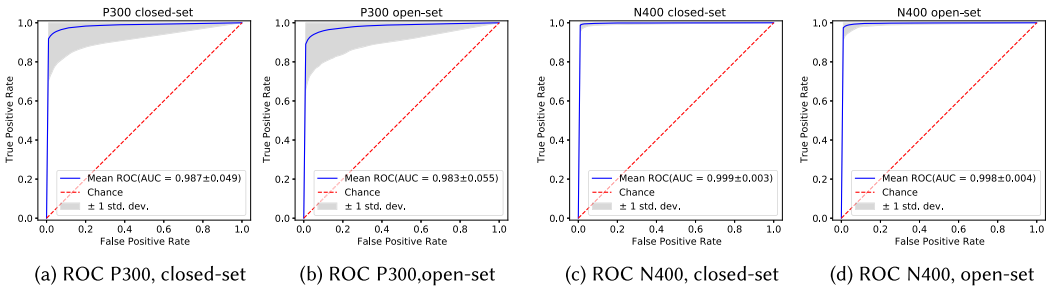 P300 closed-set
True Positive Rate
1.0
0.8
0.6
0.4
0.2
0.0
Mean ROC(AUC = 0.987±0.049)
Chance
± 1 std. dev.
0.0 0.2 0.4 0.6 0.8 1.0
False Positive Rate
(a) ROC P300, closed-set
P300 open-set
True Positive Rate
1.0
0.8
0.6
0.4
0.2
0.0
Mean ROC(AUC = 0.983±0.055)
Chance
± 1 std. dev.
0.0 0.2 0.4 0.6 0.8 1.0
False Positive Rate
(b) ROC P300,open-set
N400 closed-set
True Positive Rate
1.0
0.8
0.6
0.4
0.2
0.0
Mean ROC(AUC = 0.999±0.003)
Chance
± 1 std. dev.
0.0 0.2 0.4 0.6 0.8 1.0
False Positive Rate
(c) ROC N400, closed-set
N400 open-set
True Positive Rate
1.0
0.8
0.6
0.4
0.2
0.0
Mean ROC(AUC = 0.998±0.004)
Chance
± 1 std. dev.
0.0 0.2 0.4 0.6 0.8 1.0
False Positive Rate
(d) ROC N400, open-set